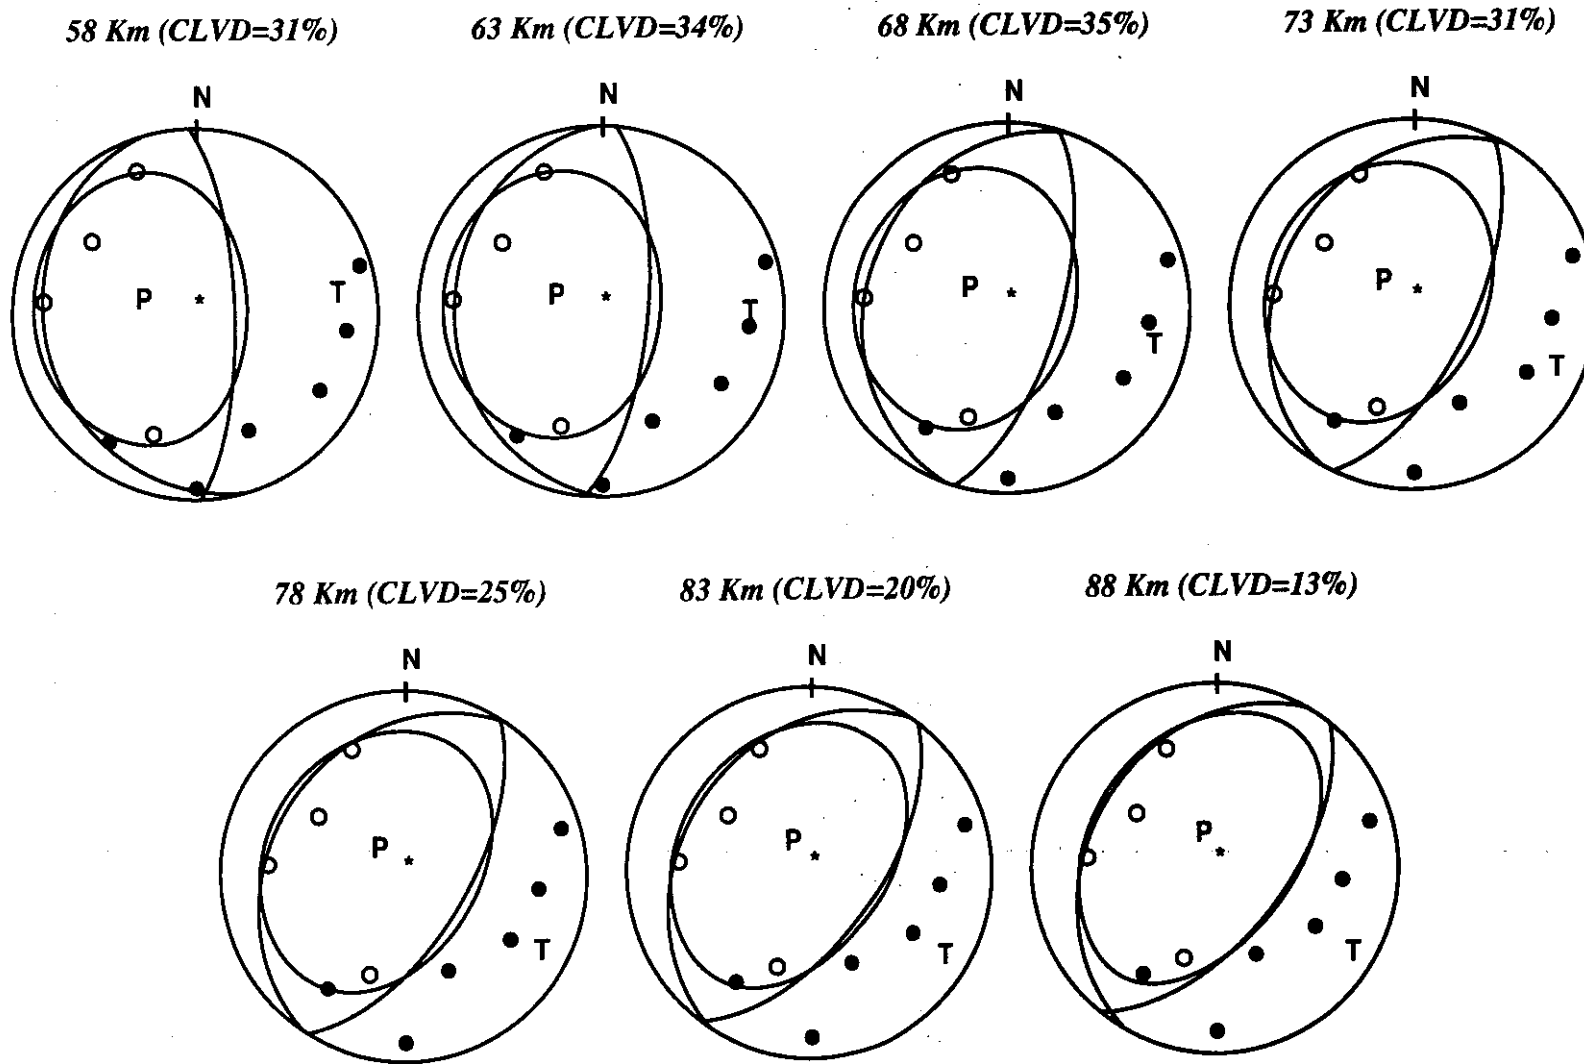 58 Km (CLVD=31%)
63 Km (CLVD=34%)
68 Km (CLVD=35%)
73 Km (CLVD=31%)
N
N
N
N
P *
T
P *
T
P *
T
P *
T
78 Km (CLVD=25%)
83 Km (CLVD=20%)
88 Km (CLVD=13%)
N
N
N
P *
T
P *
T
P *
T